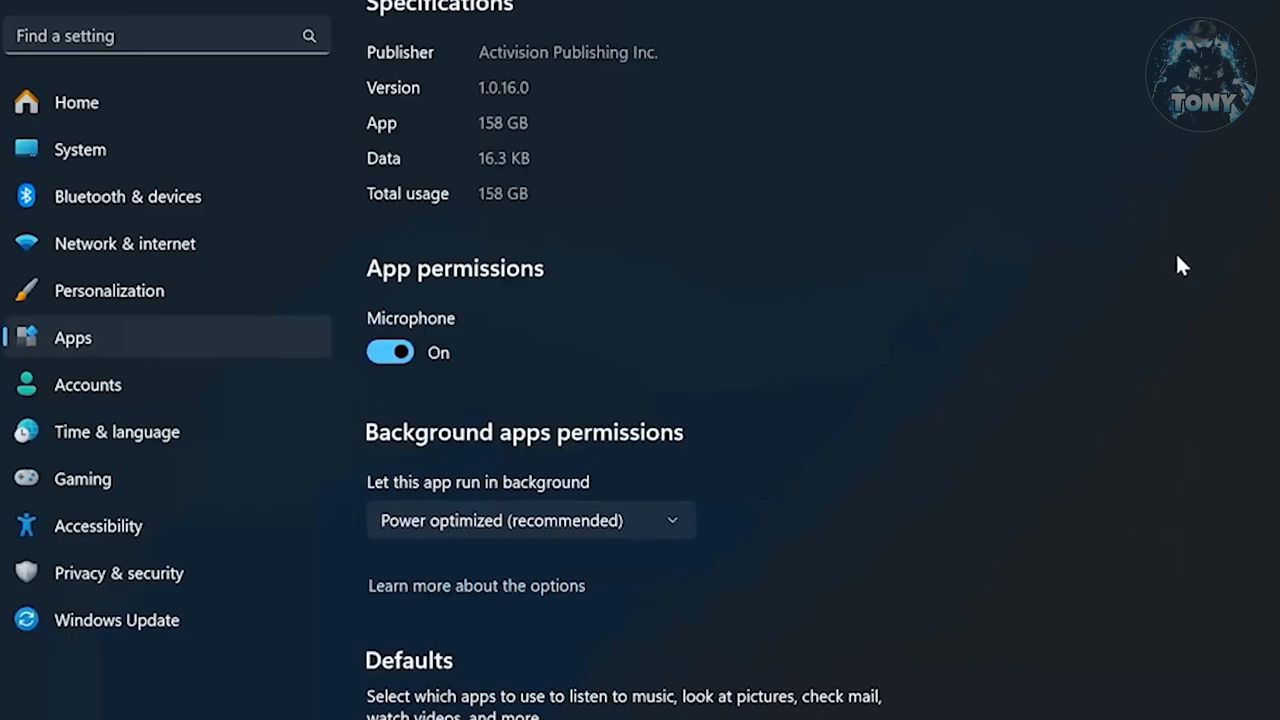 Specifications
Find a setting
Publisher Activision Publishing Inc.
Version 1.0.16.0
App 158 GB
Data 16.3 KB
Total usage 158 GB
Home
System
Bluetooth & devices
Network & internet
Personalization
Apps
Accounts
Time & language
Gaming
Accessibility
Privacy & security
Windows Update
App permissions
Microphone
On
Background apps permissions
Let this app run in background
Power optimized (recommended)
Learn more about the options
Defaults
Select which apps to use to listen to music, look at pictures, check mail,
watch videos, and more.
TONY